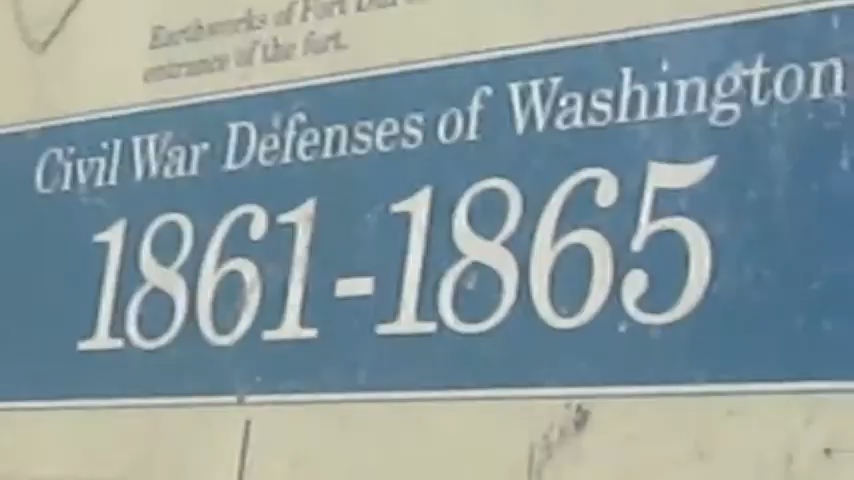 Earthworks of Fort
entrance of the fort.
Civil War Defenses of Washington
1861-1865